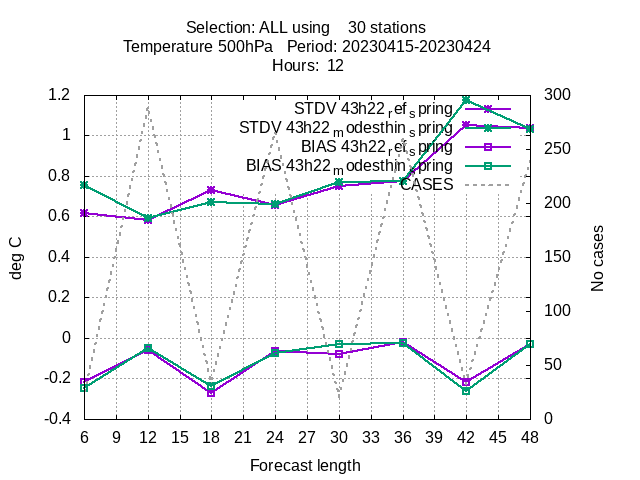 Selection: ALL using 30 stations
Temperature 500hPa Period: 20230415-20230424
Hours: 12
STDV 43h22_ref_spring
STDV 43h22_modesthin_spring
BIAS 43h22_ref_spring
BIAS 43h22_modesthin_spring
CASES
deg C
1.2
1
0.8
0.6
0.4
0.2
0
-0.2
-0.4
No cases
300
250
200
150
100
50
0
6 9 12 15 18 21 24 27 30 33 36 39 42 45 48
Forecast length